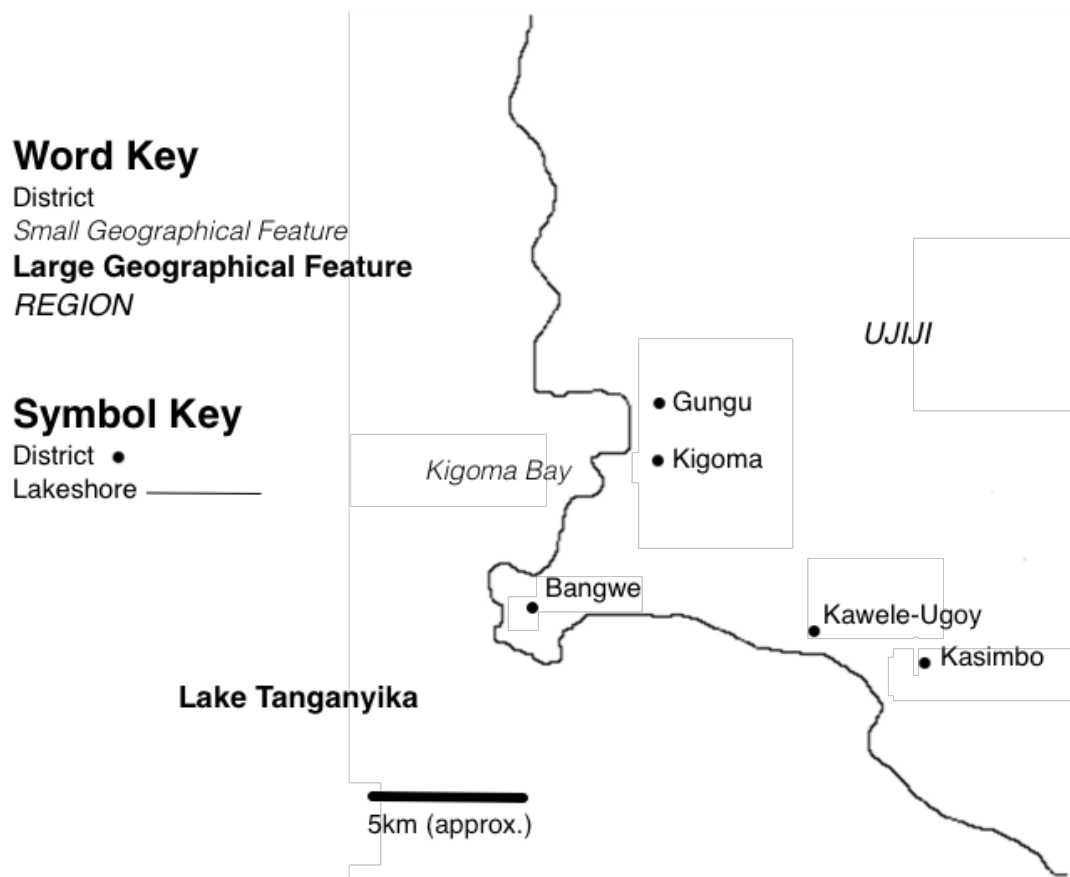 Word Key
District
Small Geographical Feature
Large Geographical Feature
REGION
UJIJI
Symbol Key
District
Lakeshore
Gungu
Kigoma
Kigoma Bay
Bangwe
Kawele-Ugoy
Kasimbo
Lake Tanganyika
5km (approx.)